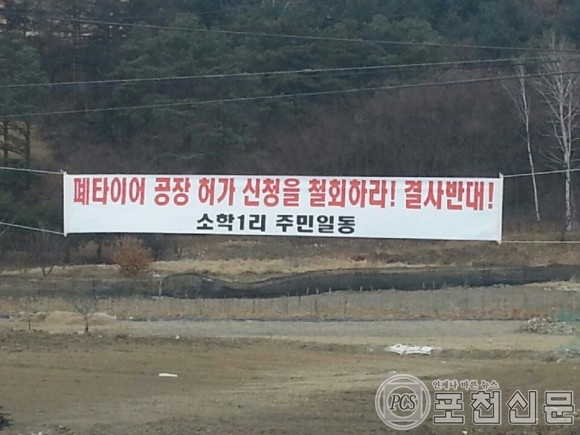 폐타이어 공장 허가 신청을 철회하라! 결사반대!
소학1리 주민일동
언제나 바른 뉴스
PCS 포천신문